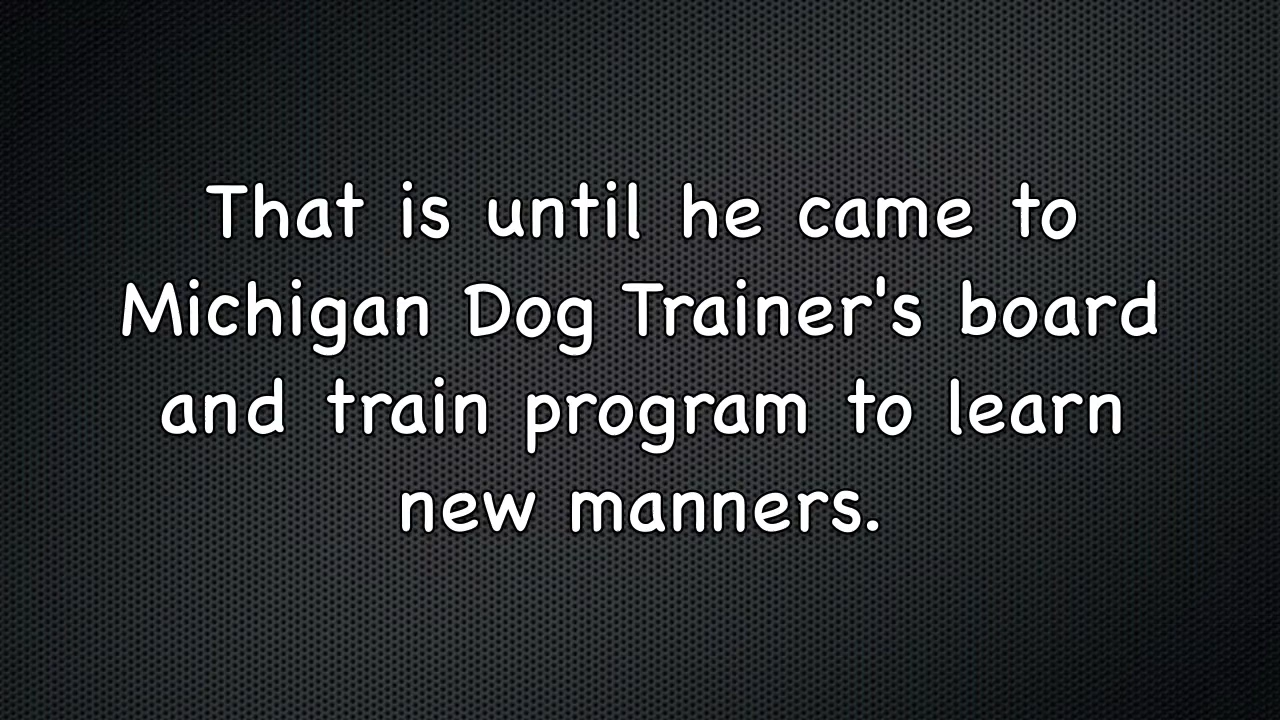 That is until he came to
Michigan Dog Trainer's board
and train program to learn
new manners.